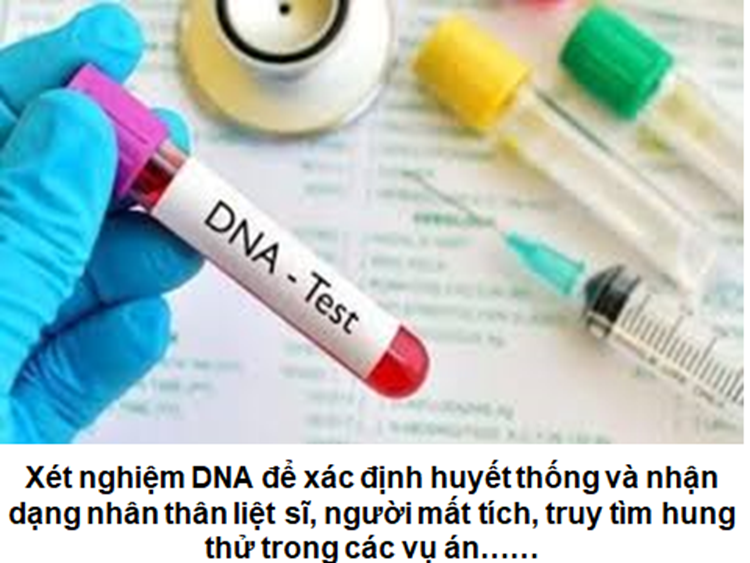 DNA - Test
Xét nghiệm DNA để xác định huyết thống và nhận
dạng nhân thân liệt sĩ, người mất tích, truy tìm hung
thử trong các vụ án......